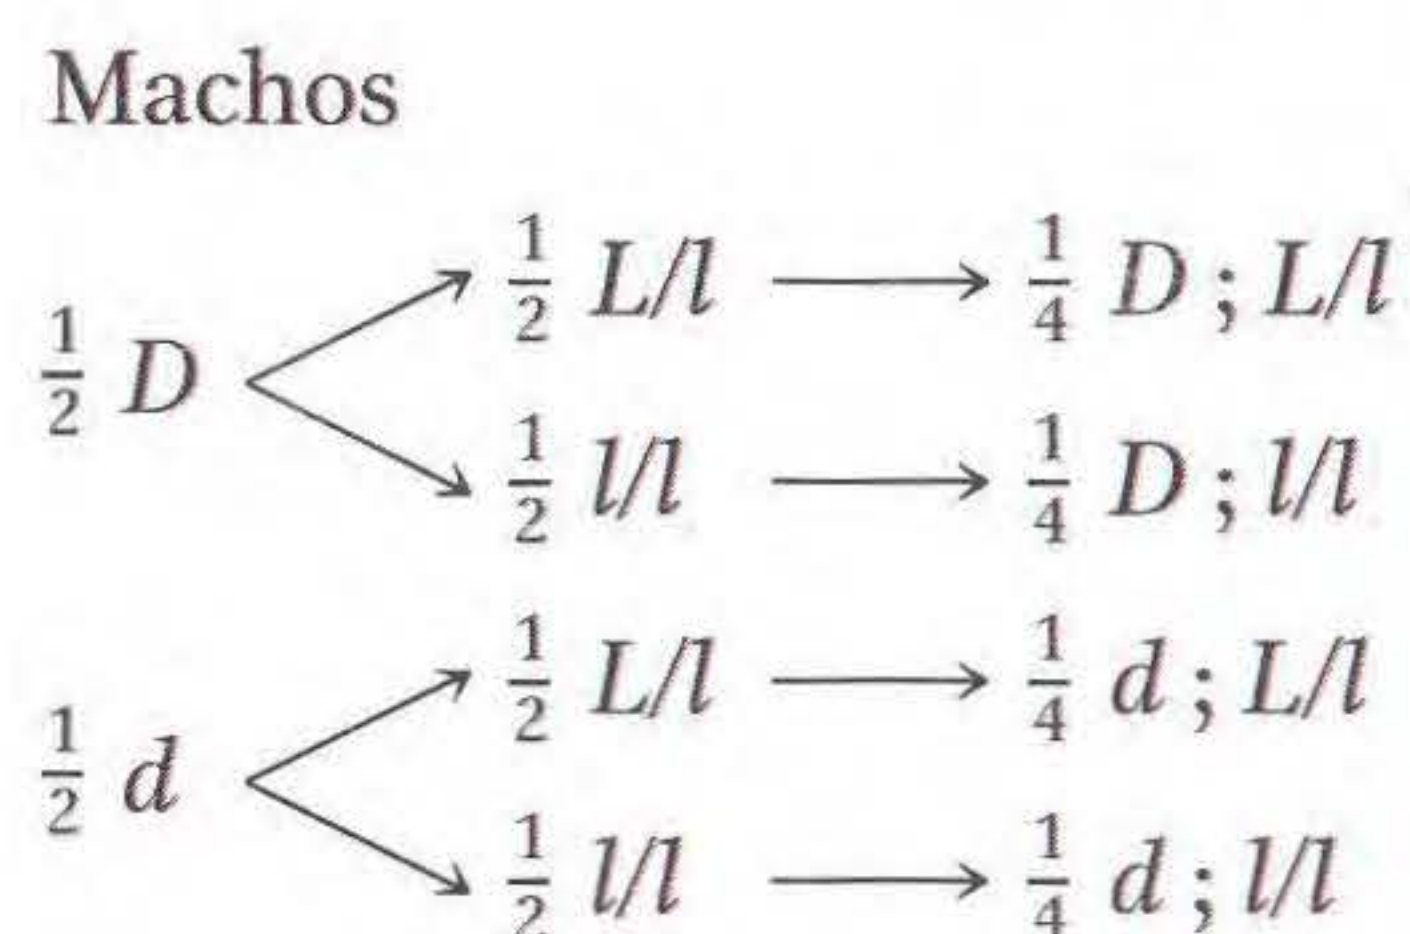 Machos
1/2 L/l → 1/4 D ; L/l
1/2 D
1/2 l/l → 1/4 D ; l/l
1/2 L/l → 1/4 d ; L/l
1/2 d
1/2 l/l → 1/4 d ; l/l